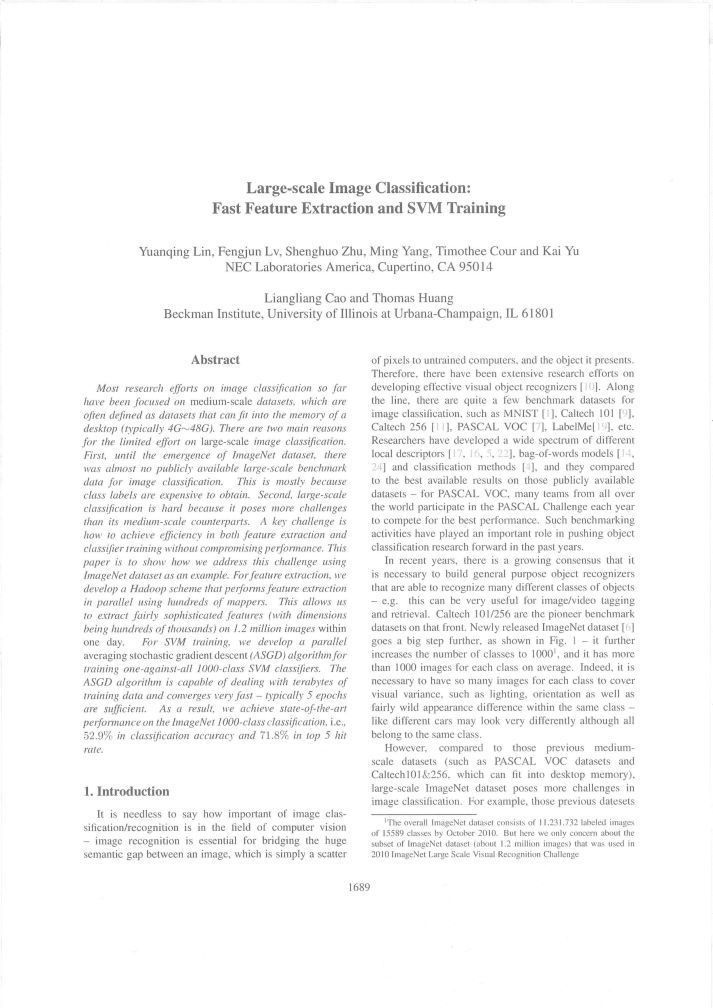 Large-scale Image Classification:
Fast Feature Extraction and SVM Training
Yuanqing Lin, Fengjun Lv, Shenghuo Zhu, Ming Yang, Timothee Cour and Kai Yu
NEC Laboratories America, Cupertino, CA 95014
Liangliang Cao and Thomas Huang
Beckman Institute, University of Illinois at Urbana-Champaign, IL 61801
Abstract
Most research efforts on image classification so far
have been focused on medium-scale datasets, which are
often defined as datasets that can fit into the memory of a
desktop (typically 4G∼48G). There are two main reasons
for the limited effort on large-scale image classification.
First, until the emergence of ImageNet dataset, there
was almost no publicly available large-scale benchmark
data for image classification. This is mostly because
class labels are expensive to obtain. Second, large-scale
classification is hard because it poses more challenges
than its medium-scale counterparts. A key challenge is
how to achieve efficiency in both feature extraction and
classifier training without compromising performance. This
paper is to show how we address this challenge using
ImageNet dataset as an example. For feature extraction, we
develop a Hadoop scheme that performs feature extraction
in parallel using hundreds of mappers. This allows us
to extract fairly sophisticated features (with dimensions
being hundreds of thousands) on 1.2 million images within
one day. For SVM training, we develop a parallel
averaging stochastic gradient descent (ASGD) algorithm for
training one-against-all 1000-class SVM classifiers. The
ASGD algorithm is capable of dealing with terabytes of
training data and converges very fast – typically 5 epochs
are sufficient. As a result, we achieve state-of-the-art
performance on the ImageNet 1000-class classification, i.e.,
52.9% in classification accuracy and 71.8% in top 5 hit
rate.
1. Introduction
It is needless to say how important of image clas-
sification/recognition is in the field of computer vision
– image recognition is essential for bridging the huge
semantic gap between an image, which is simply a scatter
of pixels to untrained computers, and the object it presents.
Therefore, there have been extensive research efforts on
developing effective visual object recognizers [10]. Along
the line, there are quite a few benchmark datasets for
image classification, such as MNIST [1], Caltech 101 [9],
Caltech 256 [11], PASCAL VOC [7], LabelMe[19], etc.
Researchers have developed a wide spectrum of different
local descriptors [17, 16, 5, 22], bag-of-words models [14,
24] and classification methods [4], and they compared
to the best available results on those publicly available
datasets – for PASCAL VOC, many teams from all over
the world participate in the PASCAL Challenge each year
to compete for the best performance. Such benchmarking
activities have played an important role in pushing object
classification research forward in the past years.
In recent years, there is a growing consensus that it
is necessary to build general purpose object recognizers
that are able to recognize many different classes of objects
– e.g. this can be very useful for image/video tagging
and retrieval. Caltech 101/256 are the pioneer benchmark
datasets on that front. Newly released ImageNet dataset [6]
goes a big step further, as shown in Fig. 1 – it further
increases the number of classes to 1000¹, and it has more
than 1000 images for each class on average. Indeed, it is
necessary to have so many images for each class to cover
visual variance, such as lighting, orientation as well as
fairly wild appearance difference within the same class –
like different cars may look very differently although all
belong to the same class.
However, compared to those previous medium-
scale datasets (such as PASCAL VOC datasets and
Caltech101&256, which can fit into desktop memory),
large-scale ImageNet dataset poses more challenges in
image classification. For example, those previous datesets
¹The overall ImageNet dataset consists of 11,231,732 labeled images
of 15589 classes by October 2010. But here we only concern about the
subset of ImageNet dataset (about 1.2 million images) that was used in
2010 ImageNet Large Scale Visual Recognition Challenge
1689